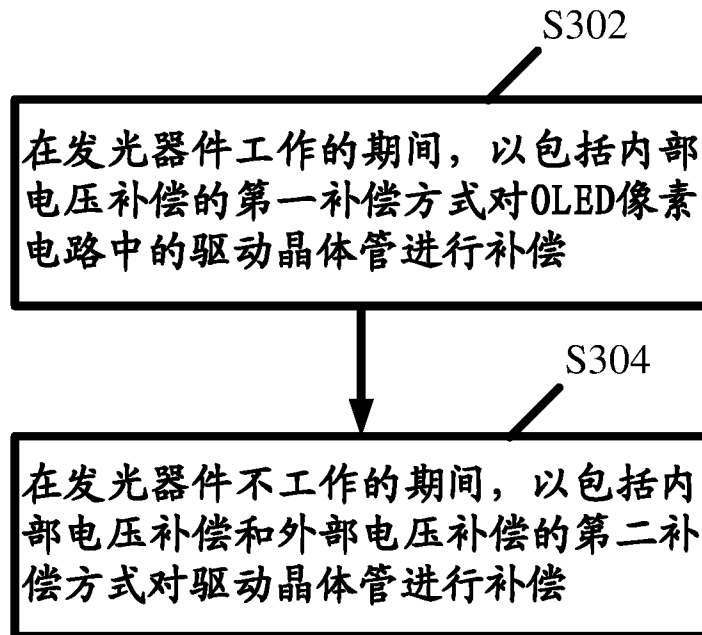 S302
在发光器件工作的期间，以包括内部
电压补偿的第一补偿方式对OLED像素
电路中的驱动晶体管进行补偿
S304
在发光器件不工作的期间，以包括内
部电压补偿和外部电压补偿的第二补
偿方式对驱动晶体管进行补偿